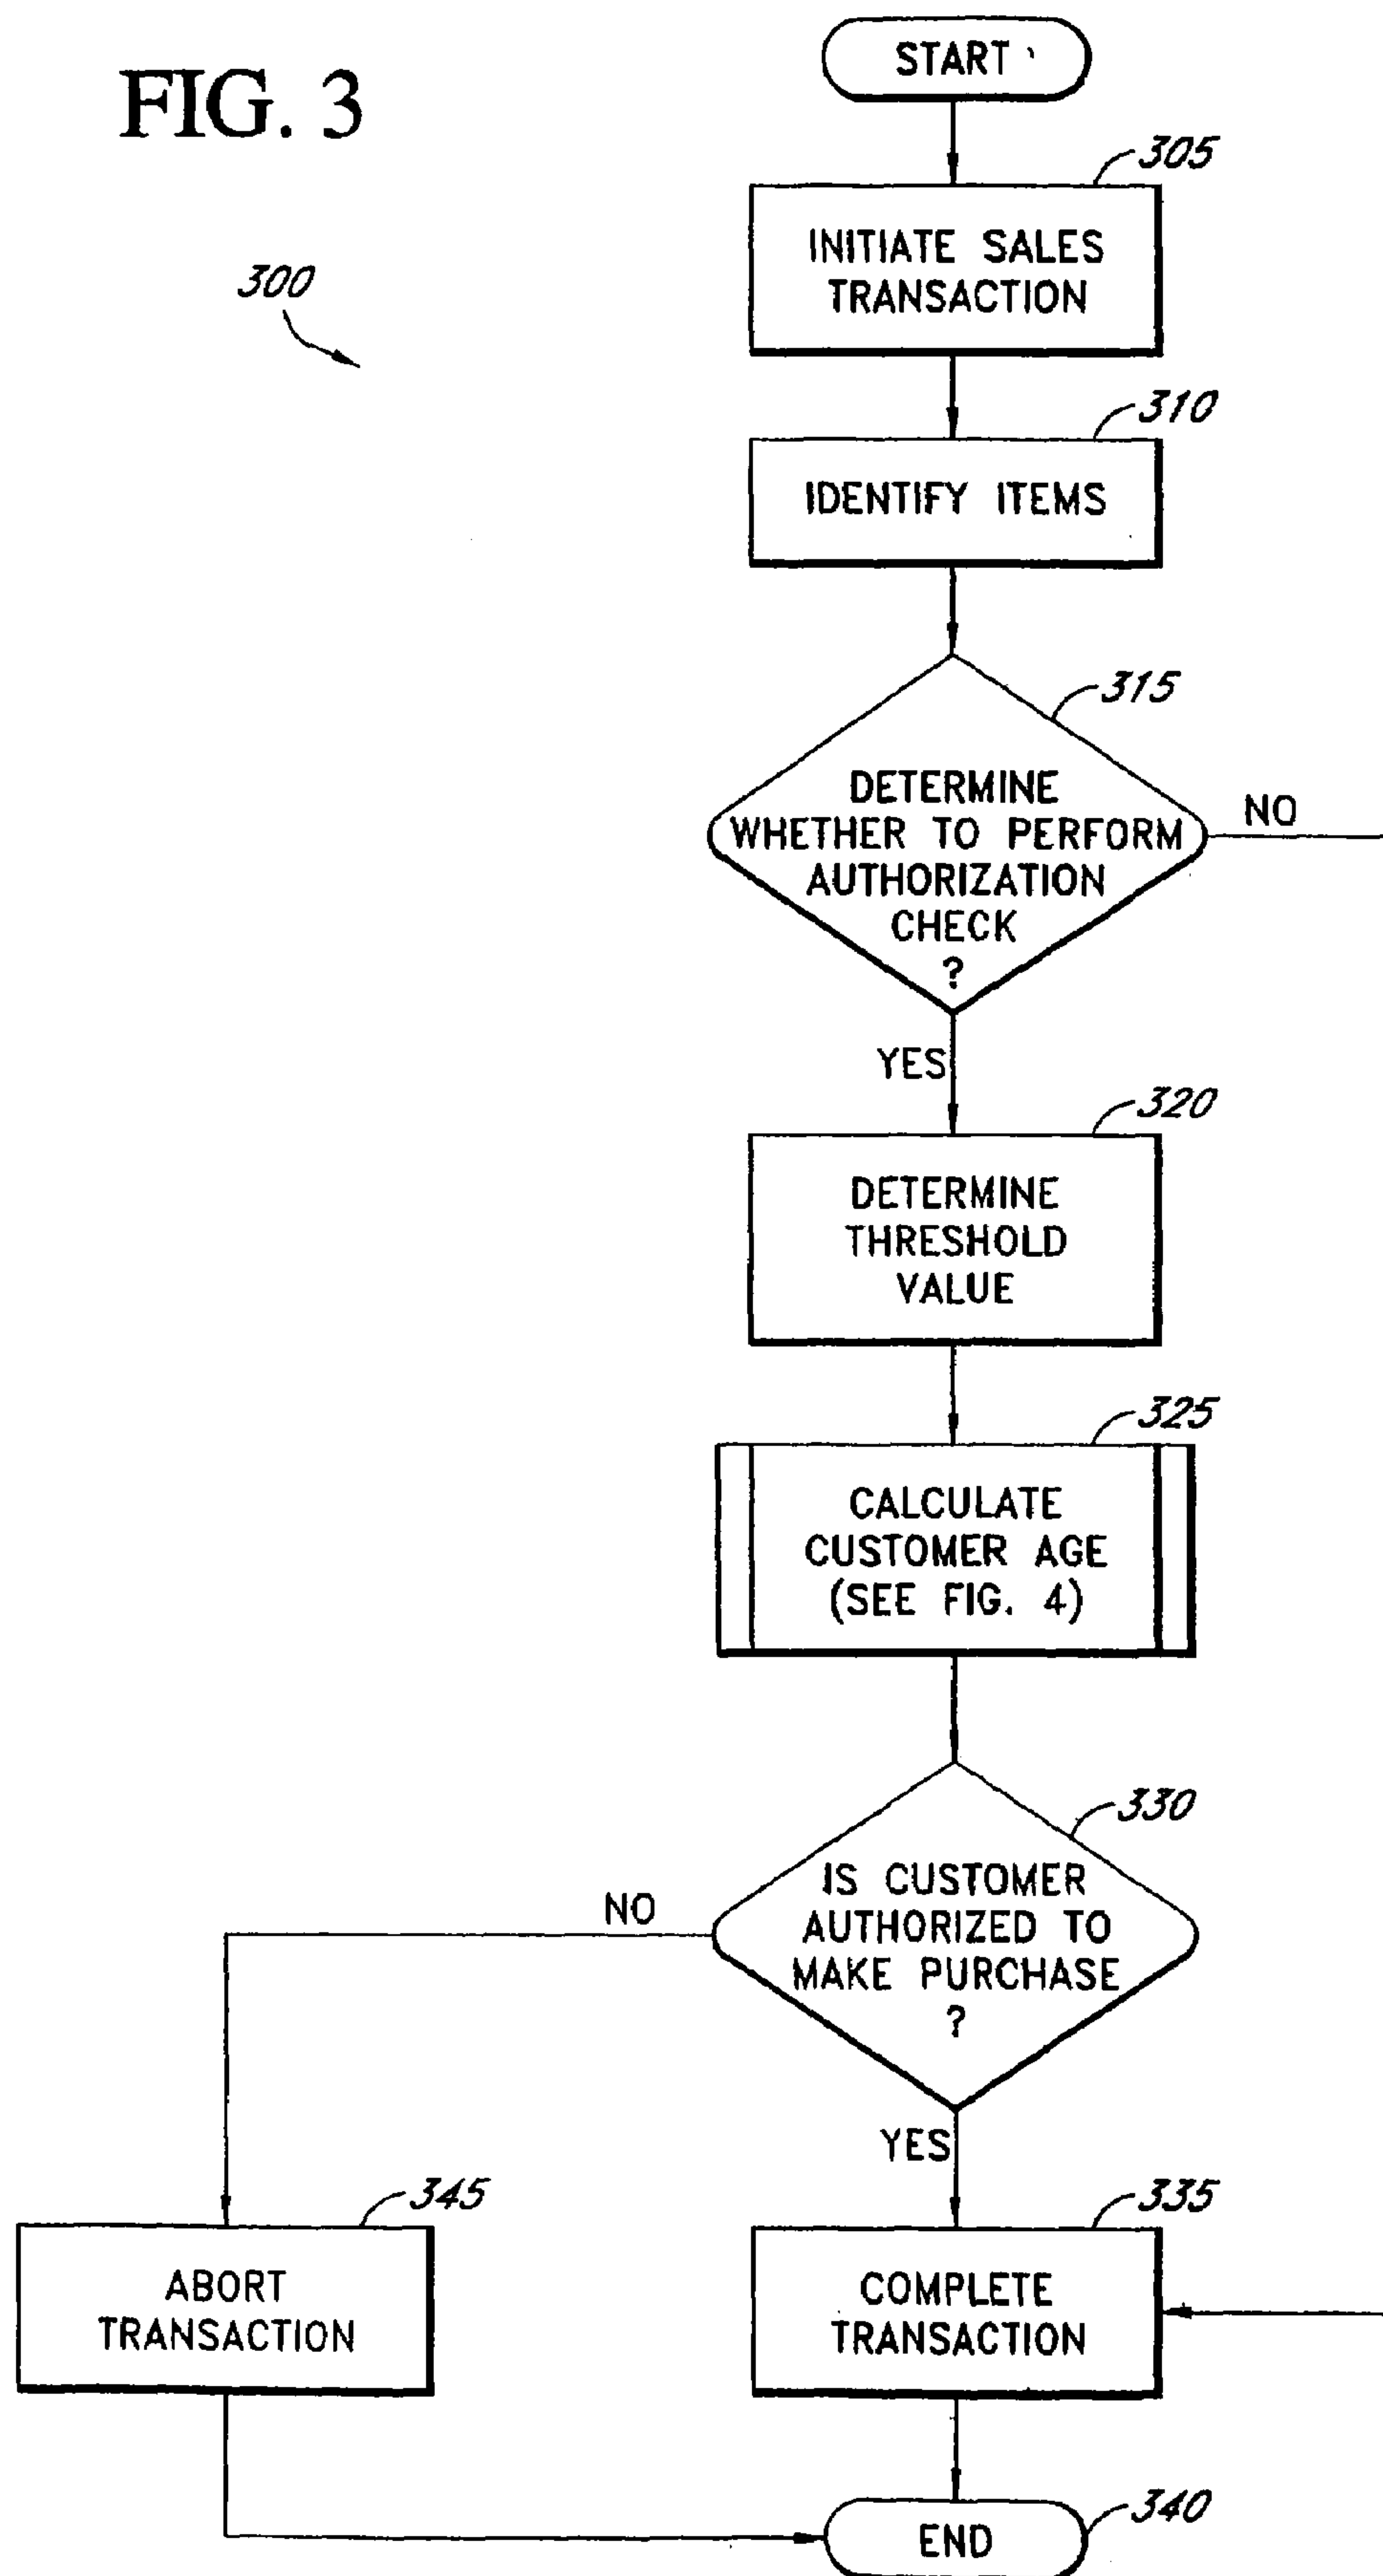 FIG. 3
300
START
305
INITIATE SALES
TRANSACTION
310
IDENTIFY ITEMS
315
DETERMINE
WHETHER TO PERFORM
AUTHORIZATION
CHECK
?
NO
YES
320
DETERMINE
THRESHOLD
VALUE
325
CALCULATE
CUSTOMER AGE
(SEE FIG. 4)
330
IS CUSTOMER
AUTHORIZED TO
MAKE PURCHASE
?
NO
YES
345
ABORT
TRANSACTION
335
COMPLETE
TRANSACTION
340
END